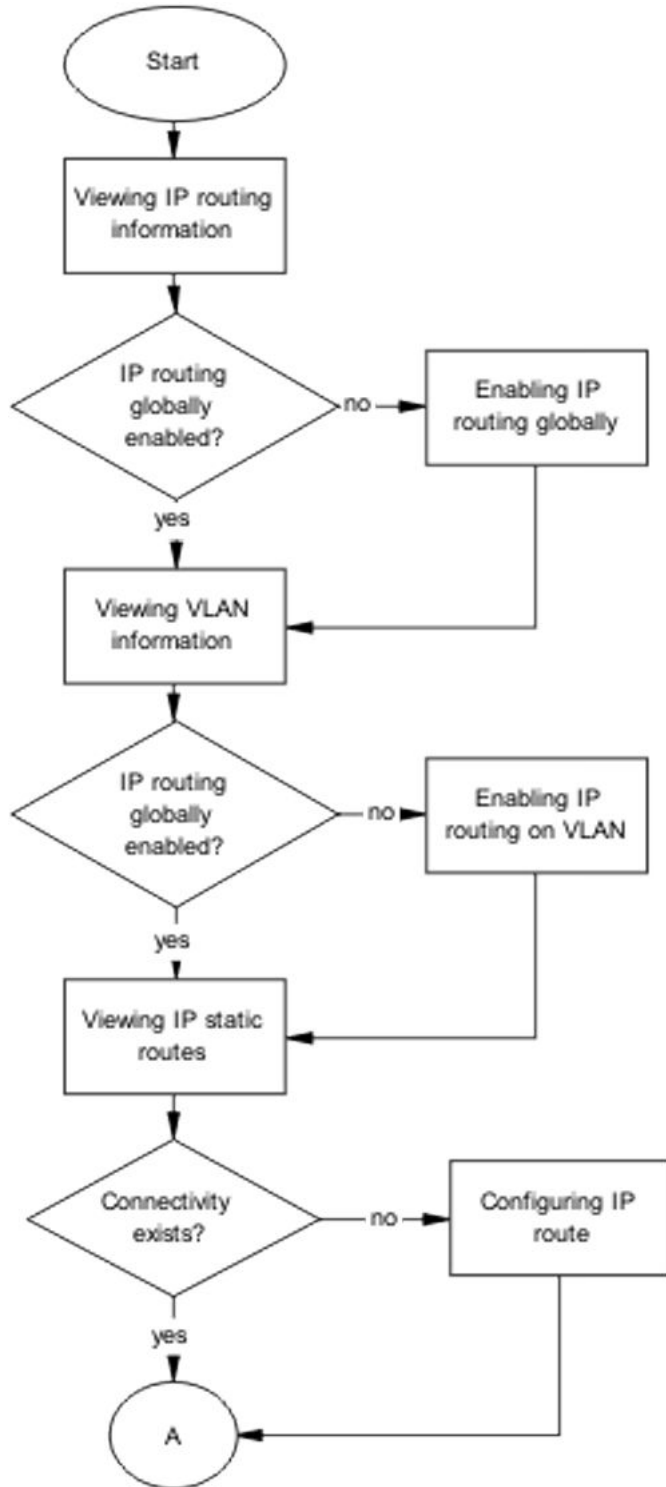 Start
Viewing IP routing
information
IP routing
globally
enabled?
no
Enabling IP
routing globally
yes
Viewing VLAN
information
IP routing
globally
enabled?
no
Enabling IP
routing on VLAN
yes
Viewing IP static
routes
Connectivity
exists?
no
Configuring IP
route
yes
A